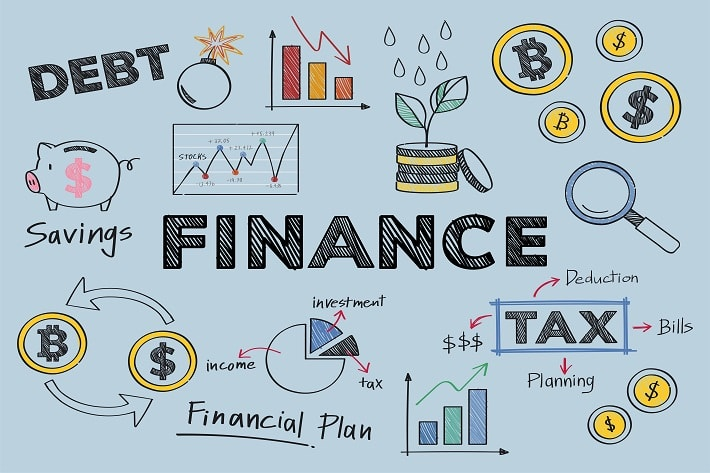 DEBT
$
$
Savings
STOCKS
FINANCE
$
$
investment
income
tax
Financial Plan
Deduction
$$$
TAX
Bills
Planning
$
$